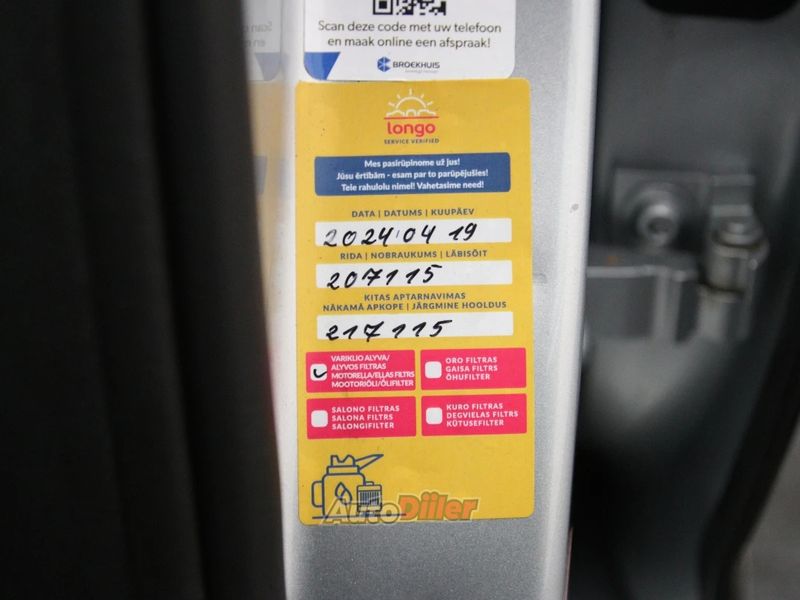 Scan deze code met uw telefoon
en maak online een afspraak!
BROEKHUIS
longo
SERVICE VERIFIED
Mes pasirūpinome už jus!
Jūsu ērtībām - esam par to parūpējušies!
Teie rahulolu nimel! Vahetasime need!
DATA | DATUMS | KUUPÄEV
2024 04 19
RIDA | NOBRAUKUMS | LÄBISÕIT
207115
KITAS APTARNAVIMAS
NĀKAMĀ APKOPE | JÄRGMINE HOOLDUS
217115
VARIKLIO ALYVA/
ALYVOS FILTRAS
MOTORELLA/ELLAS FILTRS
MOOTORIÕLI/ÕLIFILTER
ORO FILTRAS
GAISA FILTRS
ÕHUFILTER
SALONO FILTRAS
SALONA FILTRS
SALONGIFILTER
KURO FILTRAS
DEGVIELAS FILTRS
KÜTUSEFILTER
AutoDiiler